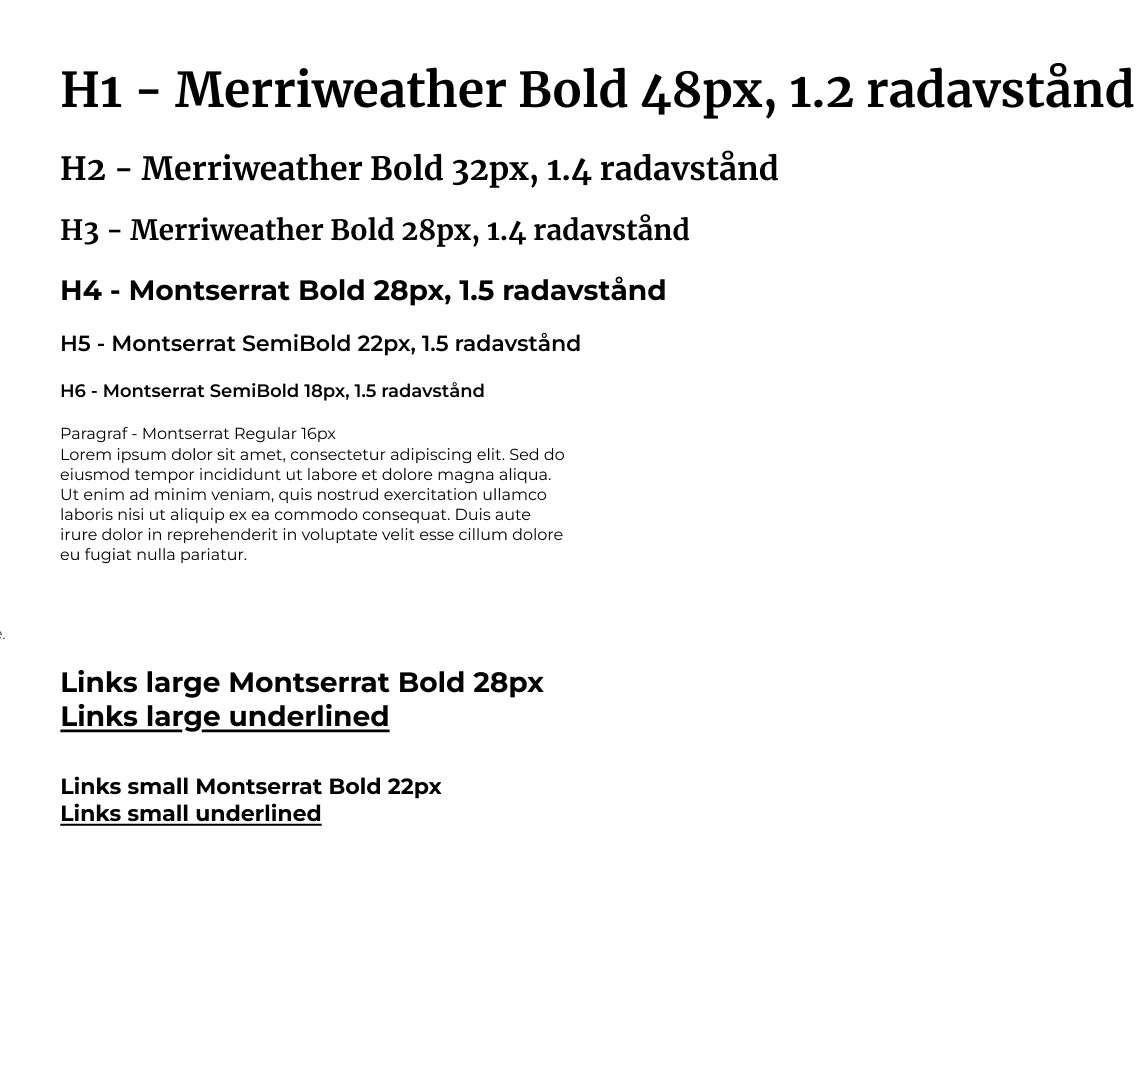 H1 - Merriweather Bold 48px, 1.2 radavstånd
H2 - Merriweather Bold 32px, 1.4 radavstånd
H3 - Merriweather Bold 28px, 1.4 radavstånd
H4 - Montserrat Bold 28px, 1.5 radavstånd
H5 - Montserrat SemiBold 22px, 1.5 radavstånd
H6 - Montserrat SemiBold 18px, 1.5 radavstånd
Paragraf - Montserrat Regular 16px
Lorem ipsum dolor sit amet, consectetur adipiscing elit. Sed do
eiusmod tempor incididunt ut labore et dolore magna aliqua.
Ut enim ad minim veniam, quis nostrud exercitation ullamco
laboris nisi ut aliquip ex ea commodo consequat. Duis aute
irure dolor in reprehenderit in voluptate velit esse cillum dolore
eu fugiat nulla pariatur.
Links large Montserrat Bold 28px
Links large underlined
Links small Montserrat Bold 22px
Links small underlined